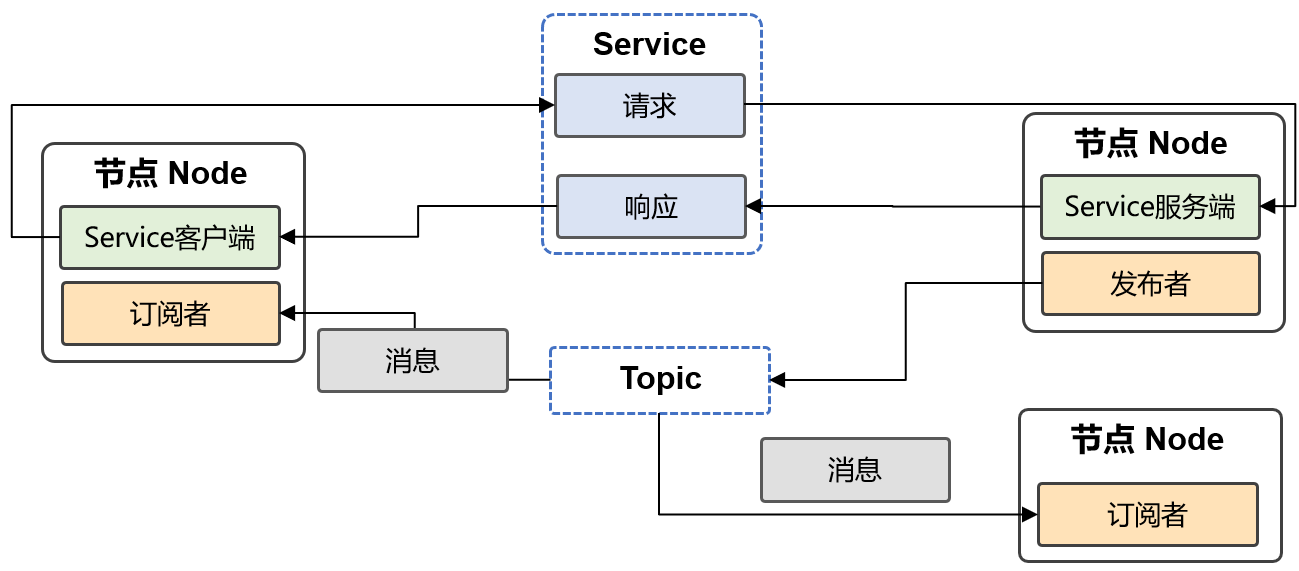 Service
请求
响应
节点 Node
Service客户端
订阅者
节点 Node
Service服务端
发布者
消息
Topic
消息
节点 Node
订阅者